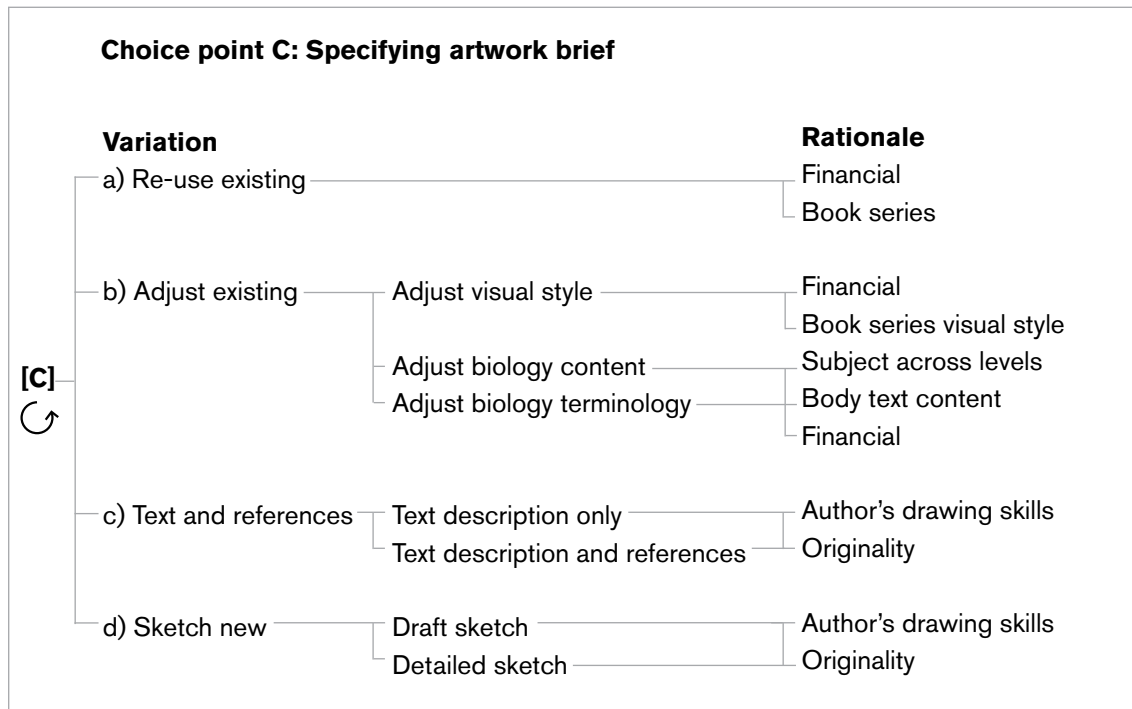 Choice point C: Specifying artwork brief
Variation
Rationale
a) Re-use existing
Financial
Book series
b) Adjust existing
Adjust visual style
Financial
Book series visual style
Adjust biology content
Subject across levels
Adjust biology terminology
Body text content
Financial
[C]
c) Text and references
Text description only
Author's drawing skills
Text description and references
Originality
d) Sketch new
Draft sketch
Author's drawing skills
Detailed sketch
Originality